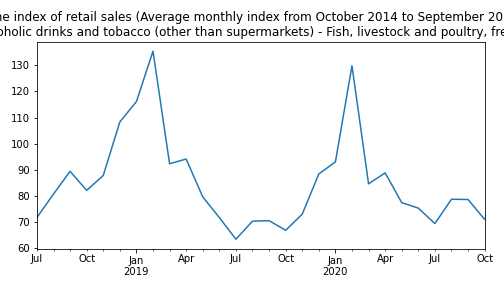 e index of retail sales (Average monthly index from October 2014 to September 20
oholic drinks and tobacco (other than supermarkets) - Fish, livestock and poultry, fre
130
120
110
100
90
80
70
60
Jul
Oct
Jan
2019
Apr
Jul
Oct
Jan
2020
Apr
Jul
Oct